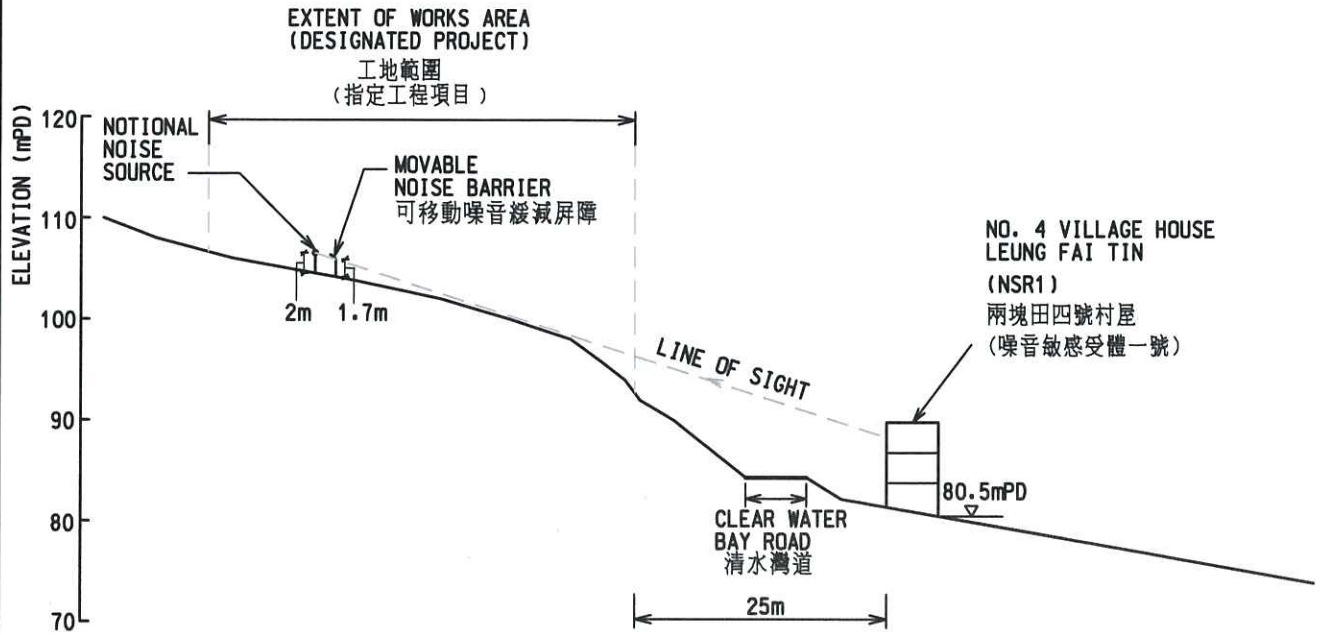 EXTENT OF WORKS AREA
(DESIGNATED PROJECT)
工地範圍
(指定工程項目)
ELEVATION (mPD)
120
110
100
90
80
70
NOTIONAL
NOISE
SOURCE
MOVABLE
NOISE BARRIER
可移動噪音緩減屏障
2m
1.7m
LINE OF SIGHT
NO. 4 VILLAGE HOUSE
LEUNG FAI TIN
(NSR1)
兩塊田四號村屋
(噪音敏感受體一號)
80.5mPD
CLEAR WATER
BAY ROAD
清水灣道
25m